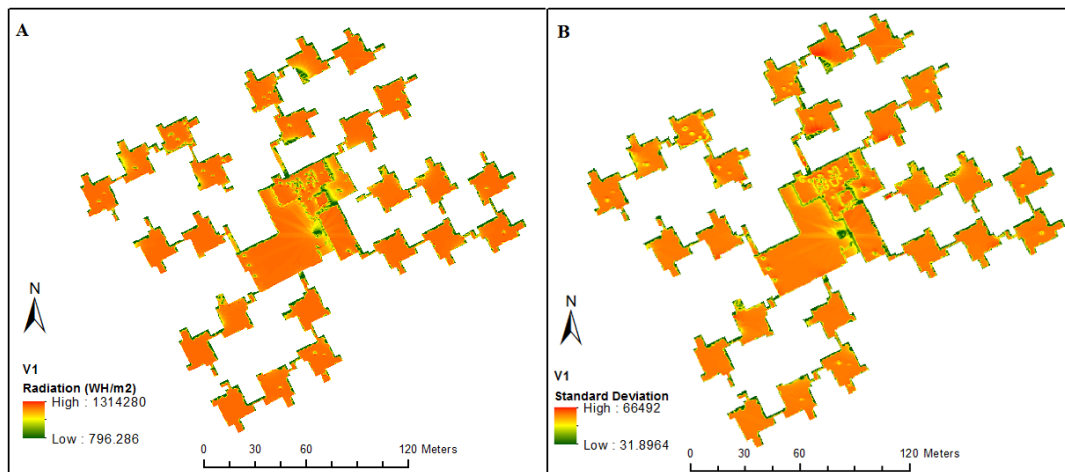 A
N
V1
Radiation (WH/m2)
High : 1314280
Low : 796.286
0 30 60 120 Meters
B
N
V1
Standard Deviation
High : 66492
Low : 31.8964
0 30 60 120 Meters